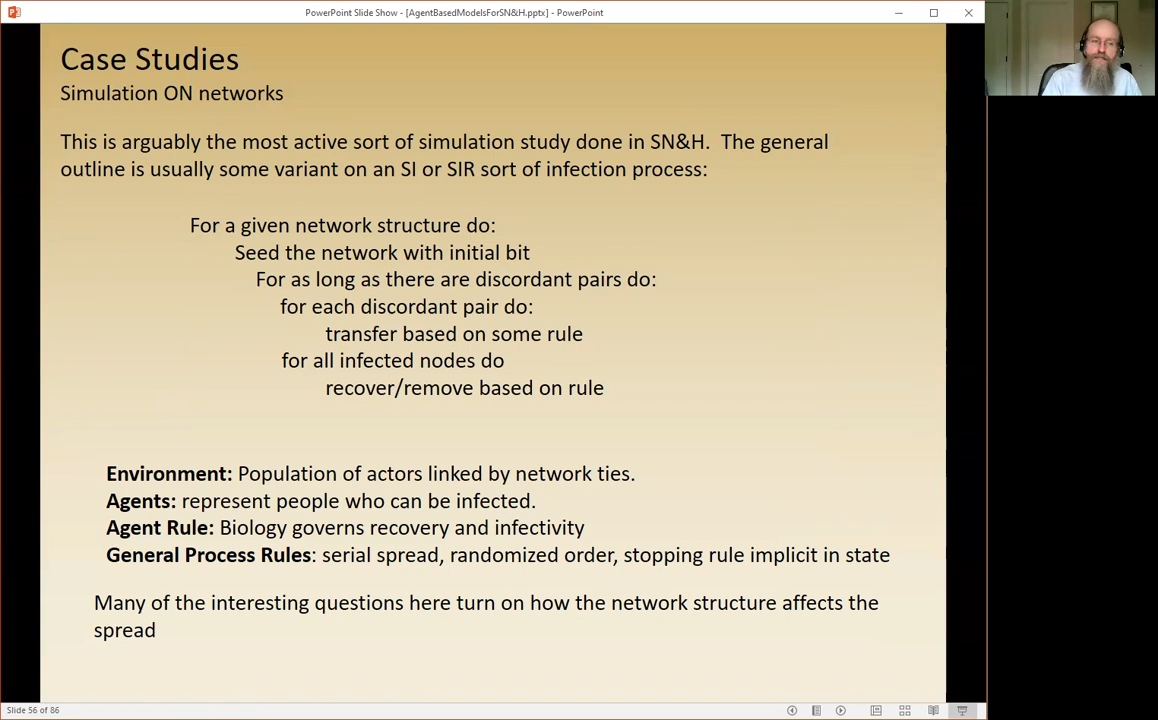 PowerPoint Slide Show - [AgentBasedModelsForSN&H.pptx] - PowerPoint
Case Studies
Simulation ON networks
This is arguably the most active sort of simulation study done in SN&H. The general
outline is usually some variant on an SI or SIR sort of infection process:
For a given network structure do:
Seed the network with initial bit
For as long as there are discordant pairs do:
for each discordant pair do:
transfer based on some rule
for all infected nodes do
recover/remove based on rule
Environment: Population of actors linked by network ties.
Agents: represent people who can be infected.
Agent Rule: Biology governs recovery and infectivity
General Process Rules: serial spread, randomized order, stopping rule implicit in state
Many of the interesting questions here turn on how the network structure affects the
spread
Slide 56 of 86